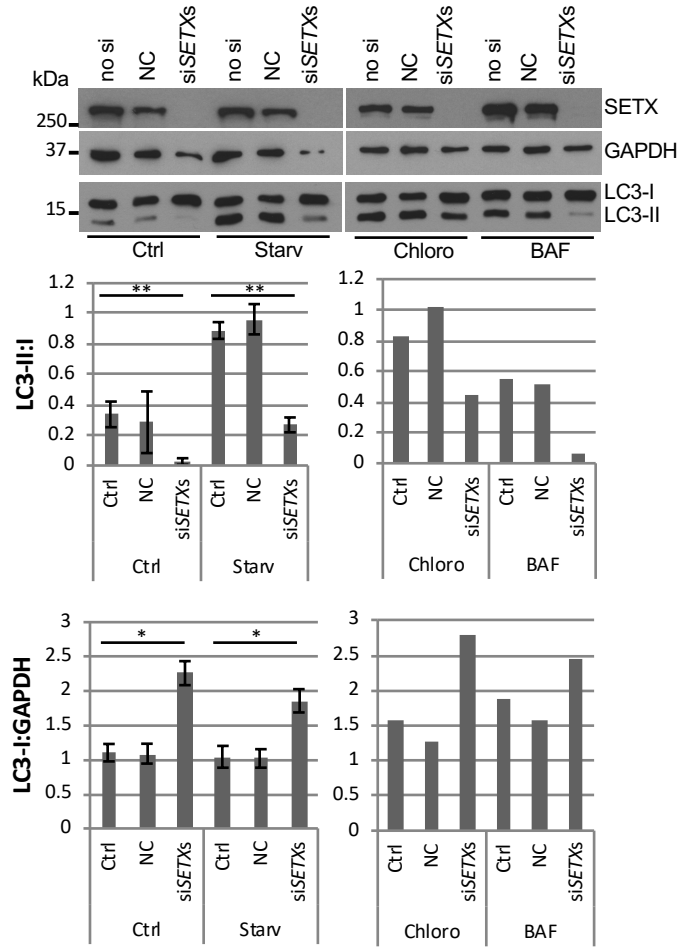 no si NC siSETXs no si NC siSETXs no si NC siSETXs no si NC siSETXs
kDa
250 SETX
37 GAPDH
LC3-I
15 LC3-II
Ctrl Starv Chloro BAF
LC3-II:I
1.2 ** ** 1.2
1 1
0.8 0.8
0.6 0.6
0.4 0.4
0.2 0.2
0 0
Ctrl NC siSETXs Ctrl NC siSETXs Ctrl NC siSETXs Ctrl NC siSETXs
Ctrl Starv Chloro BAF
LC3-I:GAPDH
3 3
2.5 * * 2.5
2 2
1.5 1.5
1 1
0.5 0.5
0 0
Ctrl NC siSETXs Ctrl NC siSETXs Ctrl NC siSETXs Ctrl NC siSETXs
Ctrl Starv Chloro BAF